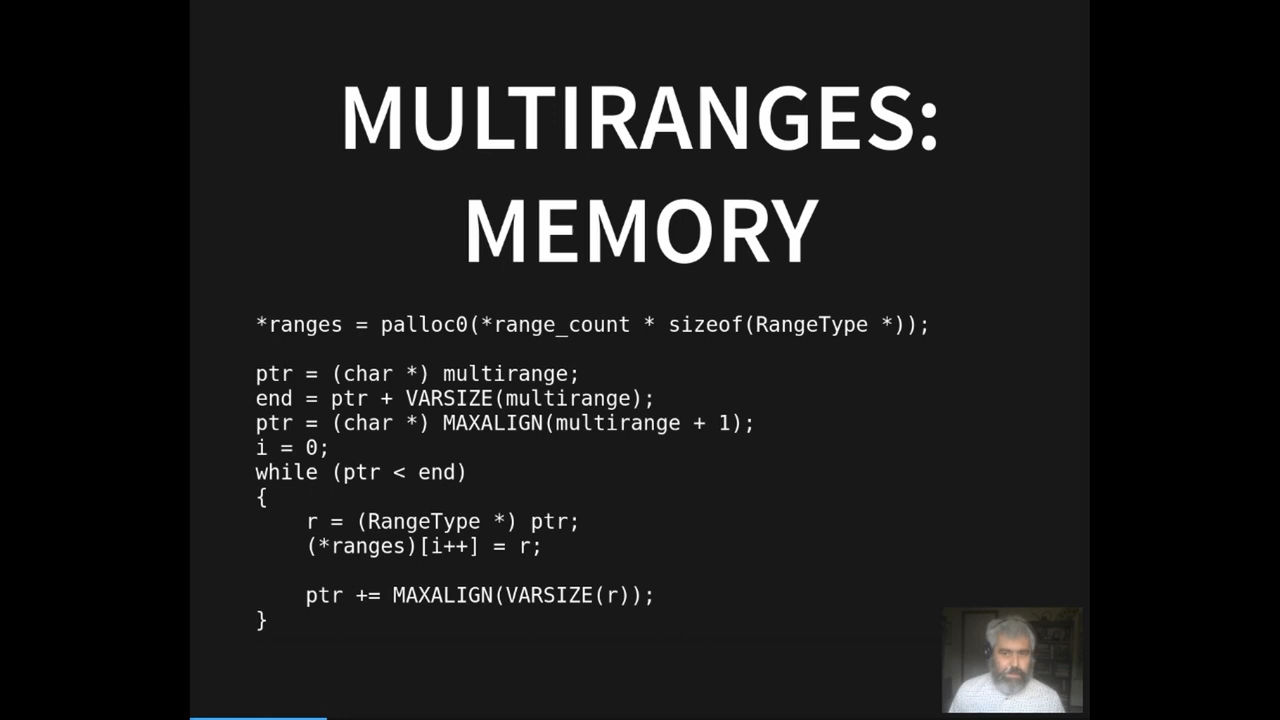 MULTIRANGES:
MEMORY
*ranges = palloc0(*range_count * sizeof(RangeType *));
ptr = (char *) multirange;
end = ptr + VARSIZE(multirange);
ptr = (char *) MAXALIGN(multirange + 1);
i = 0;
while (ptr < end)
{
    r = (RangeType *) ptr;
    (*ranges)[i++] = r;
    ptr += MAXALIGN(VARSIZE(r));
}